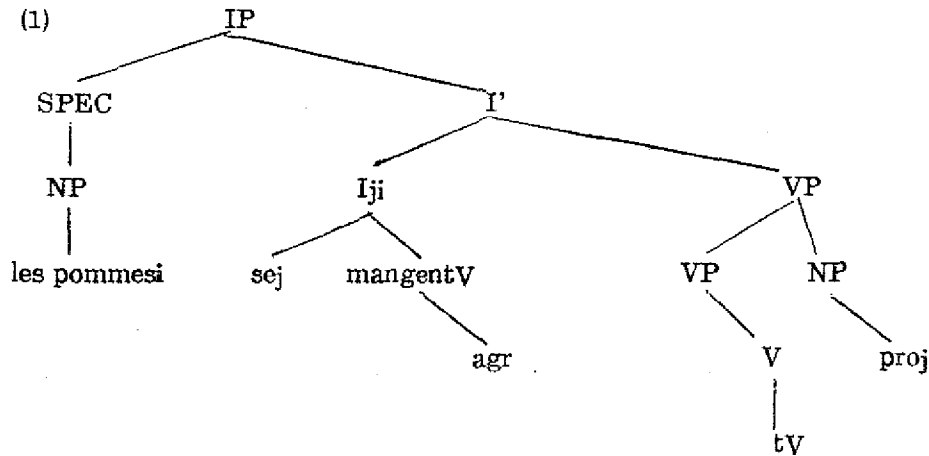 (1) IP
SPEC I'
NP Iji VP
les pommesi sej mangentV VP NP
agr V proj
tV